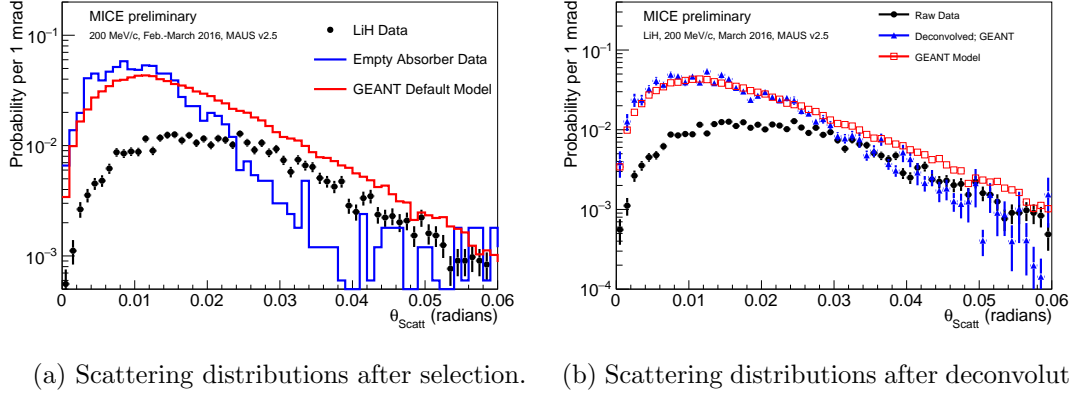 MICE preliminary
200 MeV/c, Feb.-March 2016, MAUS v2.5
LiH Data
Empty Absorber Data
GEANT Default Model
Probability per 1 mrad
10⁻¹
10⁻²
10⁻³
0 0.01 0.02 0.03 0.04 0.05 0.06
θScatt (radians)
(a) Scattering distributions after selection.
MICE preliminary
LiH, 200 MeV/c, March 2016, MAUS v2.5
Raw Data
Deconvolved; GEANT
GEANT Model
Probability per 1 mrad
10⁻¹
10⁻²
10⁻³
10⁻⁴
0 0.01 0.02 0.03 0.04 0.05 0.06
θScatt (radians)
(b) Scattering distributions after deconvolut